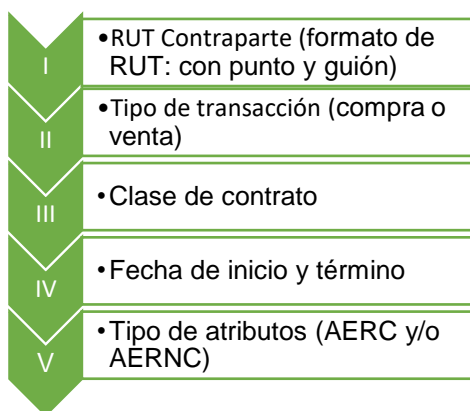 I
•RUT Contraparte (formato de
RUT: con punto y guión)
II
•Tipo de transacción (compra o
venta)
III
•Clase de contrato
IV
•Fecha de inicio y término
V
•Tipo de atributos (AERC y/o
AERNC)